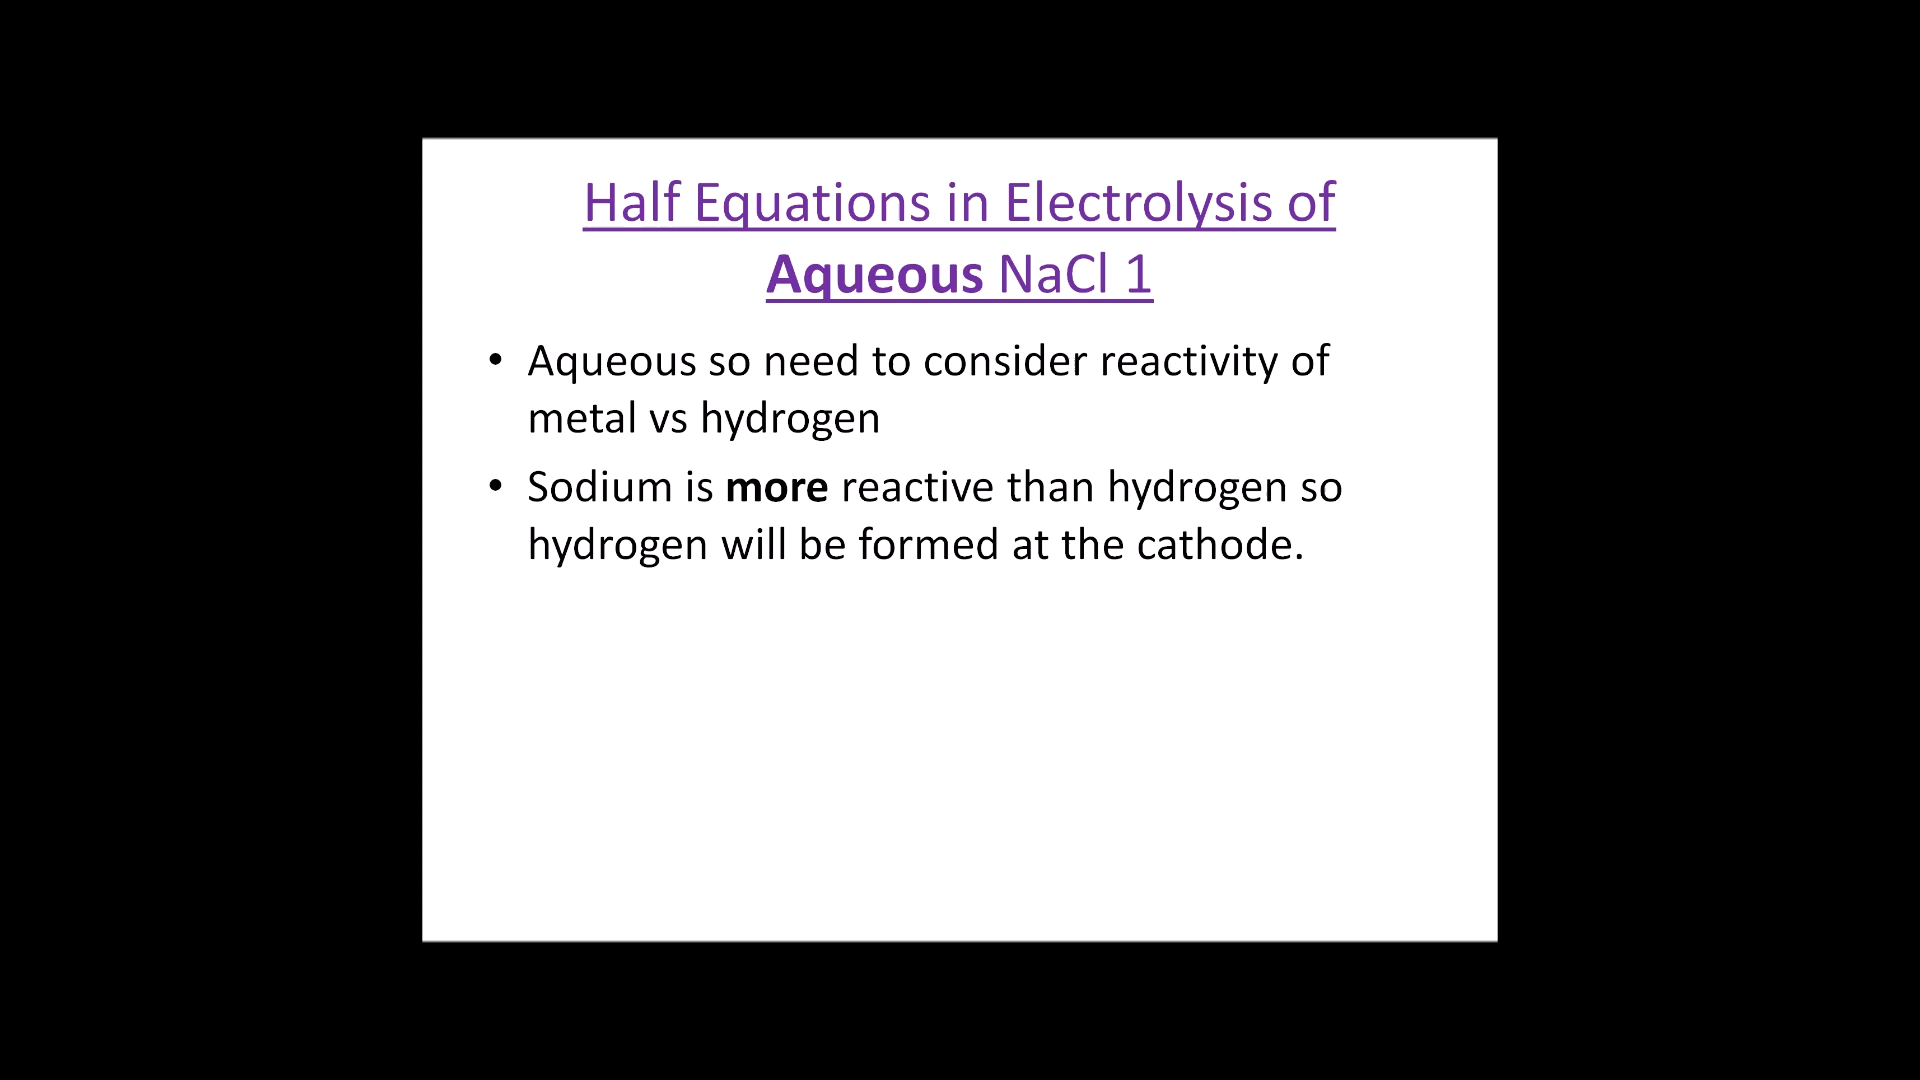 Half Equations in Electrolysis of
Aqueous NaCl 1
• Aqueous so need to consider reactivity of
metal vs hydrogen
• Sodium is more reactive than hydrogen so
hydrogen will be formed at the cathode.